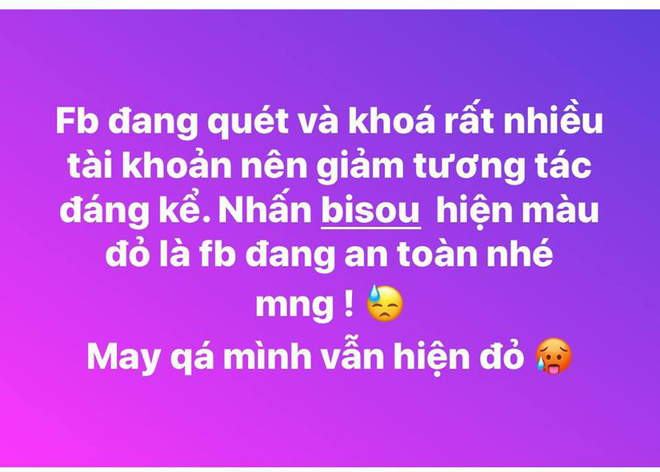 Fb đang quét và khoá rất nhiều
tài khoản nên giảm tương tác
đáng kể. Nhấn bisou hiện màu
đỏ là fb đang an toàn nhé
mng ! 😓
May qá mình vẫn hiện đỏ 🥵